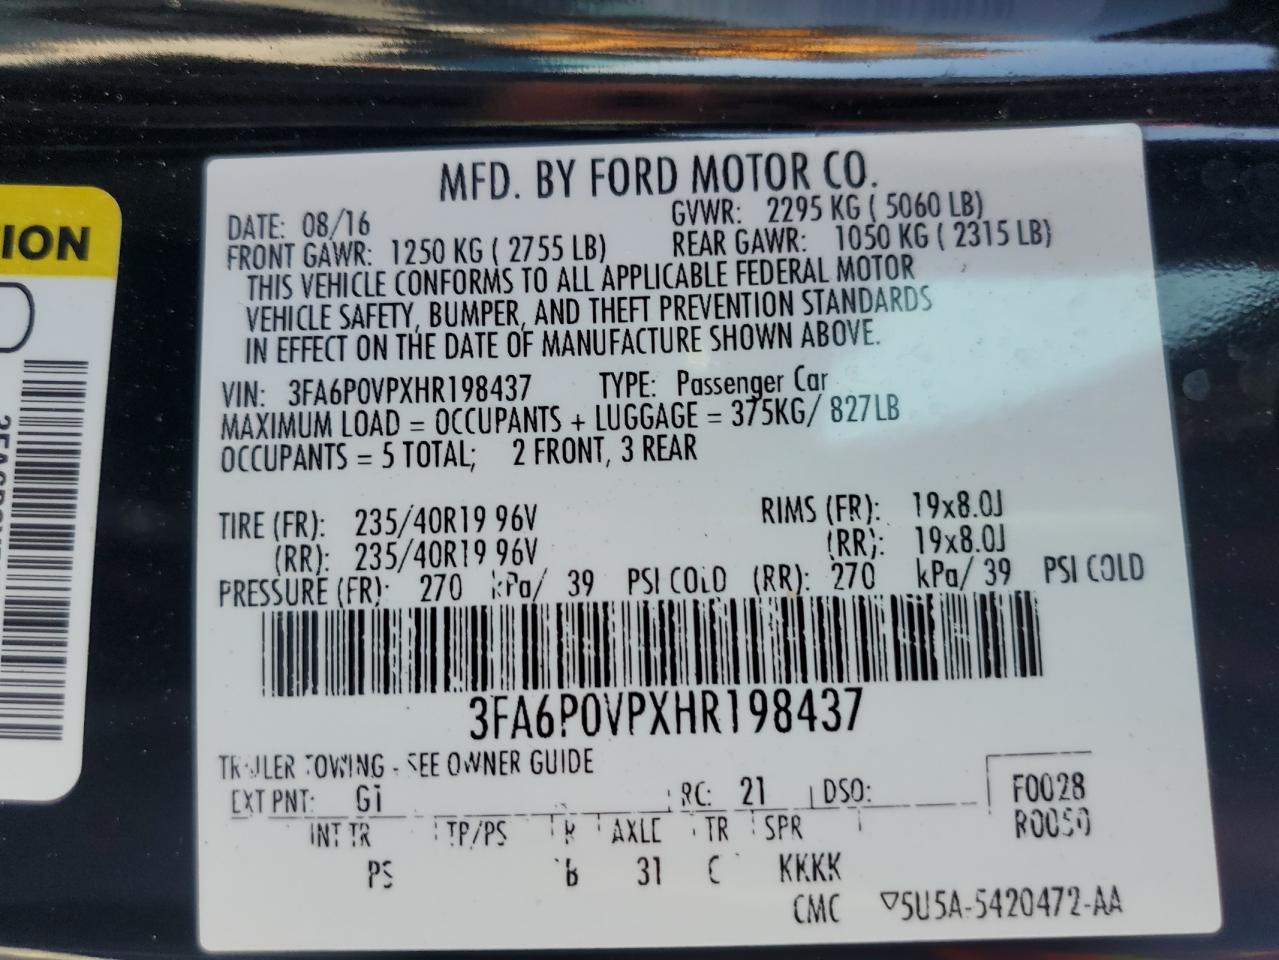 MFD. BY FORD MOTOR CO.
DATE: 08/16 GVWR: 2295 KG ( 5060 LB)
FRONT GAWR: 1250 KG ( 2755 LB) REAR GAWR: 1050 KG ( 2315 LB)
THIS VEHICLE CONFORMS TO ALL APPLICABLE FEDERAL MOTOR
VEHICLE SAFETY, BUMPER, AND THEFT PREVENTION STANDARDS
IN EFFECT ON THE DATE OF MANUFACTURE SHOWN ABOVE.
VIN: 3FA6P0VPXHR198437 TYPE: Passenger Car
MAXIMUM LOAD = OCCUPANTS + LUGGAGE = 375KG/ 827LB
OCCUPANTS = 5 TOTAL; 2 FRONT, 3 REAR
TIRE (FR): 235/40R19 96V RIMS (FR): 19x8.0J
(RR): 235/40R19 96V (RR): 19x8.0J
PRESSURE (FR): 270 kPa/ 39 PSI COLD (RR): 270 kPa/ 39 PSI COLD
3FA6P0VPXHR198437
TRAILER TOWING - SEE OWNER GUIDE
EXT PNT: G1 RC: 21 DSO: F0028
INT TR TP/PS R AXLE TR SPR R0050
PS B 31 C KKKK
CMC ▽5U5A-5420472-AA
ION